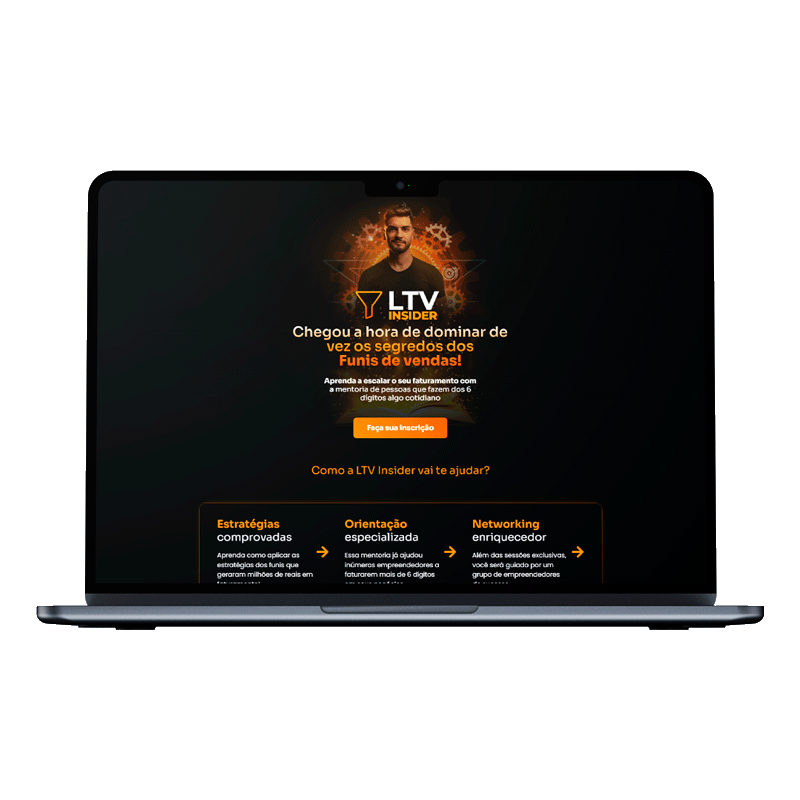 LTV
INSIDER
Chegou a hora de dominar de
vez os segredos dos
Funis de vendas!
Aprenda a escalar o seu faturamento com
a mentoria de pessoas que fazem dos 6
dígitos algo cotidiano
Faça sua inscrição
Como a LTV Insider vai te ajudar?
Estratégias
comprovadas
Aprenda como aplicar as
estratégias dos funis que
geraram milhões de reais em
Orientação
especializada
Essa mentoria já ajudou
inúmeros empreendedores a
faturarem mais de 6 dígitos
Networking
enriquecedor
Além das sessões exclusivas,
você será guiado por um
grupo de empreendedores